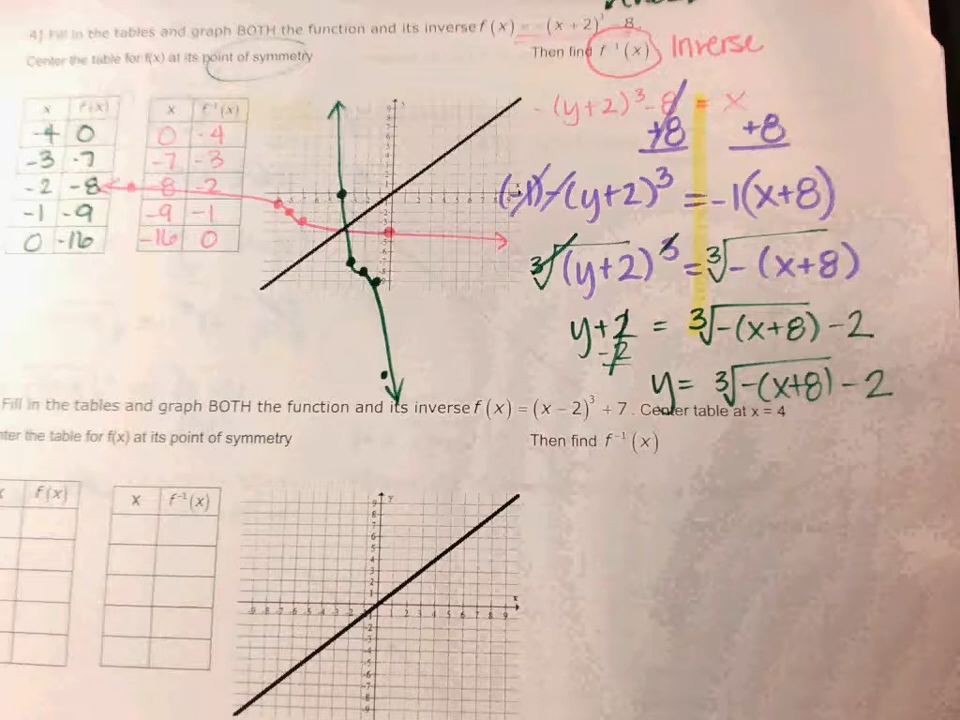 4) Fill in the tables and graph BOTH the function and its inverse f(x) = -(x+2)³ - 8.
Center the table for f(x) at its point of symmetry
Then find f⁻¹(x) Inverse
x f(x)
-4 0
-3 -7
-2 -8
-1 -9
0 -16
x f⁻¹(x)
0 -4
-7 -3
-8 -2
-9 -1
-16 0
-(y+2)³ - 8 = x
+8 +8
(-1) -(y+2)³ = -1(x+8)
∛(y+2)³ = ∛-(x+8)
y+2 = ∛-(x+8) - 2
-2
y = ∛-(x+8) - 2
Fill in the tables and graph BOTH the function and its inverse f(x) = (x-2)³ + 7. Center table at x = 4
nter the table for f(x) at its point of symmetry
Then find f⁻¹(x)
x f(x)
x f⁻¹(x)
y
x